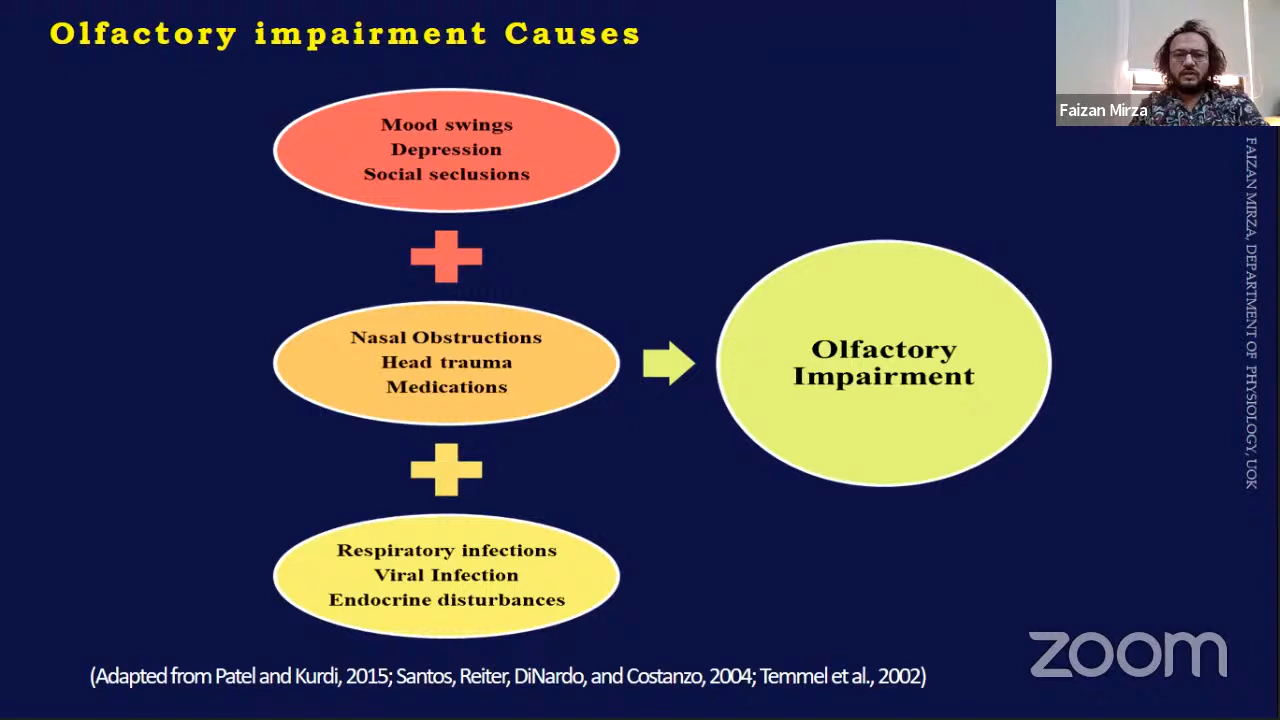 Olfactory impairment Causes
Mood swings
Depression
Social seclusions
Nasal Obstructions
Head trauma
Medications
Respiratory infections
Viral Infection
Endocrine disturbances
Olfactory
Impairment
(Adapted from Patel and Kurdi, 2015; Santos, Reiter, DiNardo, and Costanzo, 2004; Temmel et al., 2002)
Faizan Mirza
FAIZAN MIRZA, DEPARTMENT OF PHYSIOLOGY, UOK
zoom